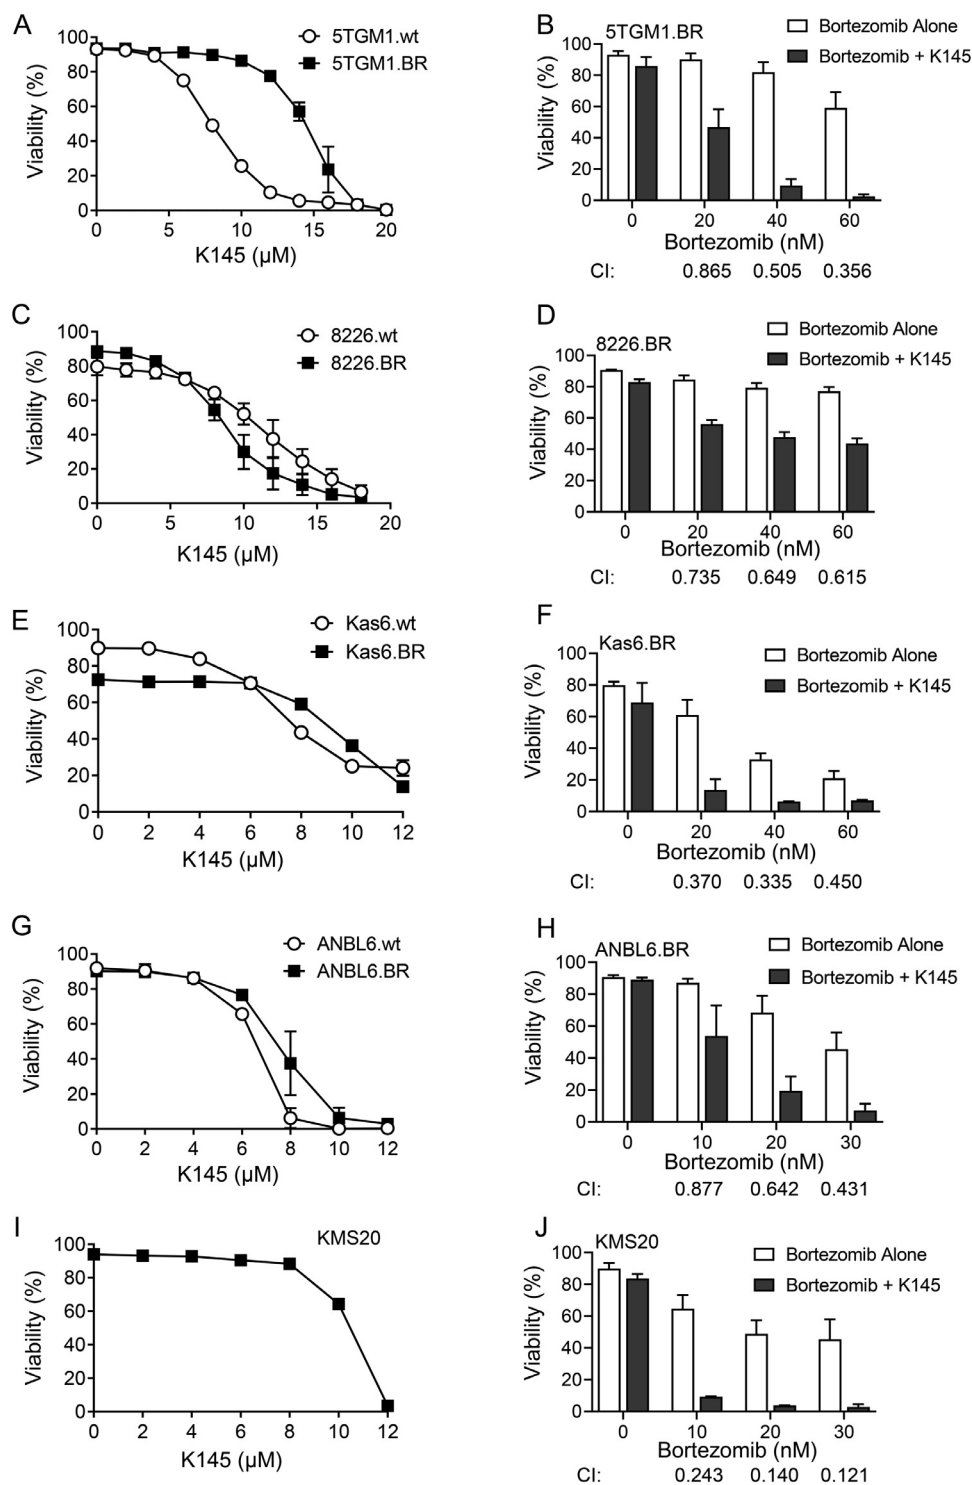 A
5TGM1.wt
5TGM1.BR
Viability (%)
100
80
60
40
20
0
0 5 10 15 20
K145 (µM)
B
5TGM1.BR
Bortezomib Alone
Bortezomib + K145
Viability (%)
100
80
60
40
20
0
0 20 40 60
Bortezomib (nM)
CI: 0.865 0.505 0.356
C
8226.wt
8226.BR
Viability (%)
100
80
60
40
20
0
0 5 10 15 20
K145 (µM)
D
8226.BR
Bortezomib Alone
Bortezomib + K145
Viability (%)
100
80
60
40
20
0
0 20 40 60
Bortezomib (nM)
CI: 0.735 0.649 0.615
E
Kas6.wt
Kas6.BR
Viability (%)
100
80
60
40
20
0
0 2 4 6 8 10 12
K145 (µM)
F
Kas6.BR
Bortezomib Alone
Bortezomib + K145
Viability (%)
100
80
60
40
20
0
0 20 40 60
Bortezomib (nM)
CI: 0.370 0.335 0.450
G
ANBL6.wt
ANBL6.BR
Viability (%)
100
80
60
40
20
0
0 2 4 6 8 10 12
K145 (µM)
H
ANBL6.BR
Bortezomib Alone
Bortezomib + K145
Viability (%)
100
80
60
40
20
0
0 10 20 30
Bortezomib (nM)
CI: 0.877 0.642 0.431
I
KMS20
Viability (%)
100
80
60
40
20
0
0 2 4 6 8 10 12
K145 (µM)
J
KMS20
Bortezomib Alone
Bortezomib + K145
Viability (%)
100
80
60
40
20
0
0 10 20 30
Bortezomib (nM)
CI: 0.243 0.140 0.121